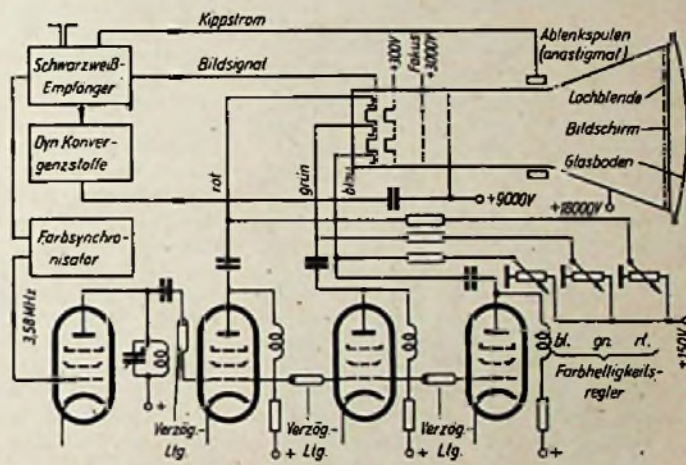 Kippstrom
Schwarzweiß-
Empfänger
Bildsignal
Dyn Konver-
genzstoffe
Farbsynchro-
nisator
3,58 MHz
rot
grün
blau
+300V
Fokus
+3000V
Ablenkspulen
(anastigmat)
Lochblende
Bildschirm
Glasboden
+9000V
+18000V
+150V
bl. gn. rt.
Farbhelligkeits-
regler
Verzög.-
Ltg.
Verzög.-
Ltg.
Verzög.-
Ltg.
+
+
+
+